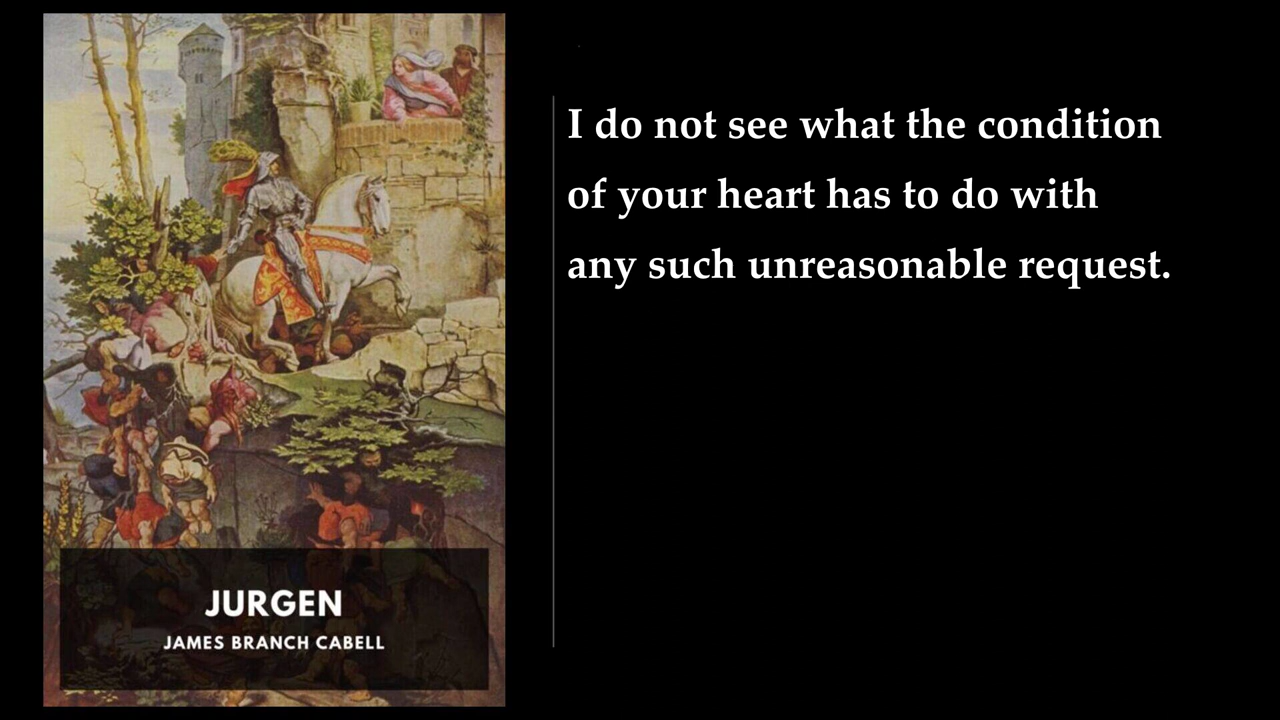 I do not see what the condition
of your heart has to do with
any such unreasonable request.
JURGEN
JAMES BRANCH CABELL